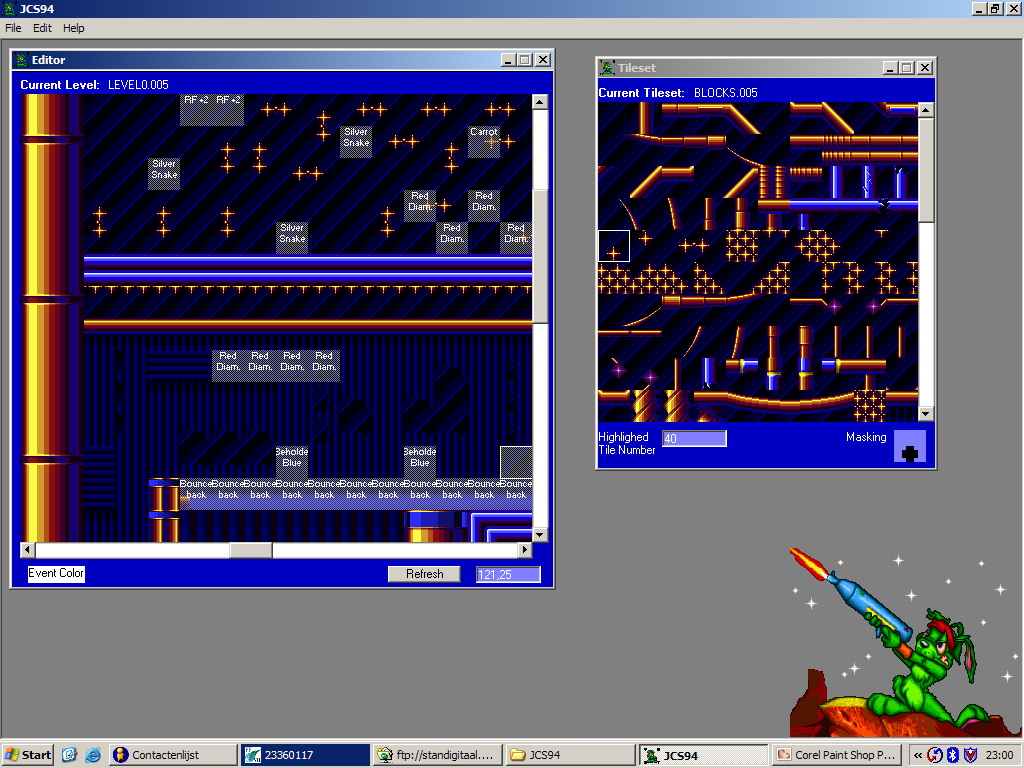 JCS94
File Edit Help
Editor
Current Level: LEVEL0.005
RF +2 RF +2
Silver Snake
Carrot
Silver Snake
Red Diam.
Red Diam.
Silver Snake
Red Diam.
Red Diam.
Red Diam. Red Diam. Red Diam. Red Diam.
Beholde Blue
Beholde Blue
Bounce Bounce Bounce Bounce Bounce Bounce Bounce Bounce Bounce Bounce Bounce
back back back back back back back back back back back
Event Color
Refresh
121,25
Tileset
Current Tileset: BLOCKS.005
Highlighed
Tile Number
40
Masking
Start
Contactenlijst
23360117
ftp://standigitaal....
JCS94
JCS94
Corel Paint Shop P...
«
23:00